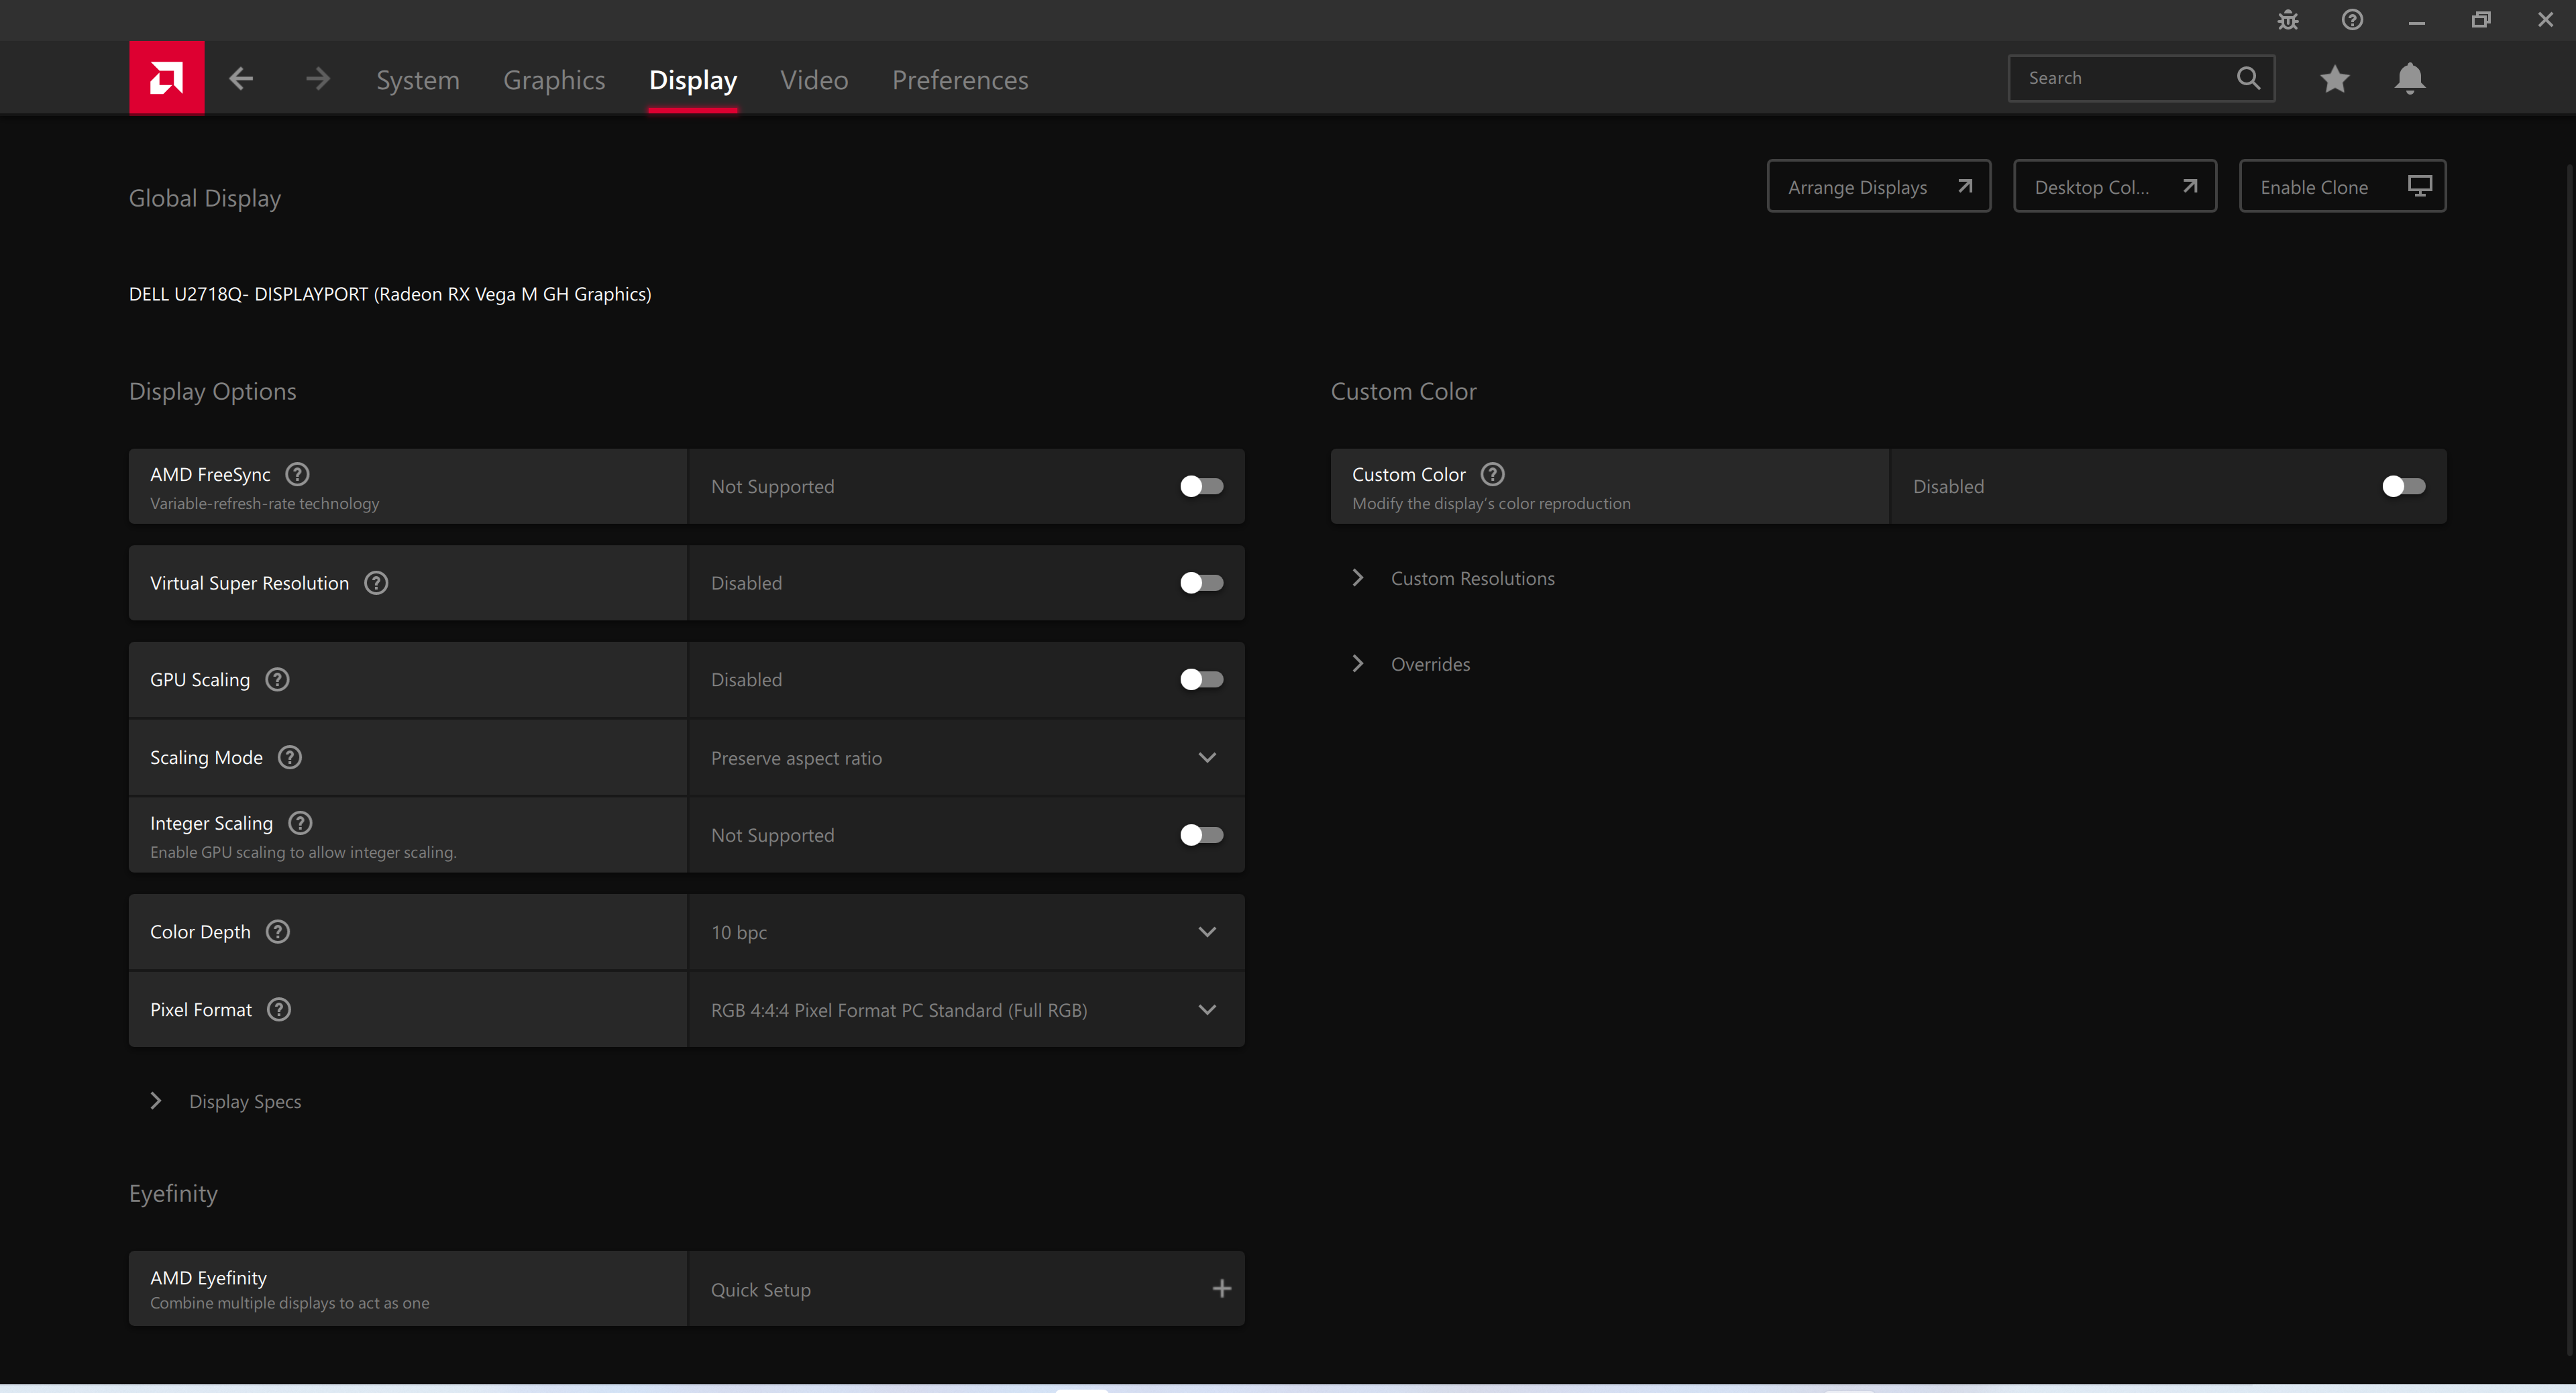 System
Graphics
Display
Video
Preferences
Search
Global Display
Arrange Displays
Desktop Col...
Enable Clone
DELL U2718Q- DISPLAYPORT (Radeon RX Vega M GH Graphics)
Display Options
AMD FreeSync
Variable-refresh-rate technology
Not Supported
Virtual Super Resolution
Disabled
GPU Scaling
Disabled
Scaling Mode
Preserve aspect ratio
Integer Scaling
Enable GPU scaling to allow integer scaling.
Not Supported
Color Depth
10 bpc
Pixel Format
RGB 4:4:4 Pixel Format PC Standard (Full RGB)
Display Specs
Eyefinity
AMD Eyefinity
Combine multiple displays to act as one
Quick Setup
Custom Color
Custom Color
Modify the display's color reproduction
Disabled
Custom Resolutions
Overrides